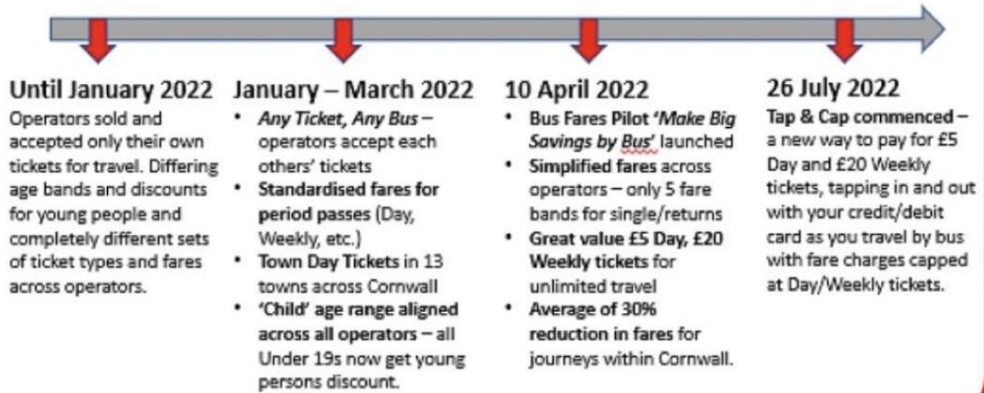 Until January 2022
Operators sold and
accepted only their own
tickets for travel. Differing
age bands and discounts
for young people and
completely different sets
of ticket types and fares
across operators.
January – March 2022
• Any Ticket, Any Bus –
operators accept each
others' tickets
• Standardised fares for
period passes (Day,
Weekly, etc.)
• Town Day Tickets in 13
towns across Cornwall
• 'Child' age range aligned
across all operators – all
Under 19s now get young
persons discount.
10 April 2022
• Bus Fares Pilot 'Make Big
Savings by Bus' launched
• Simplified fares across
operators – only 5 fare
bands for single/returns
• Great value £5 Day, £20
Weekly tickets for
unlimited travel
• Average of 30%
reduction in fares for
journeys within Cornwall.
26 July 2022
Tap & Cap commenced –
a new way to pay for £5
Day and £20 Weekly
tickets, tapping in and out
with your credit/debit
card as you travel by bus
with fare charges capped
at Day/Weekly tickets.